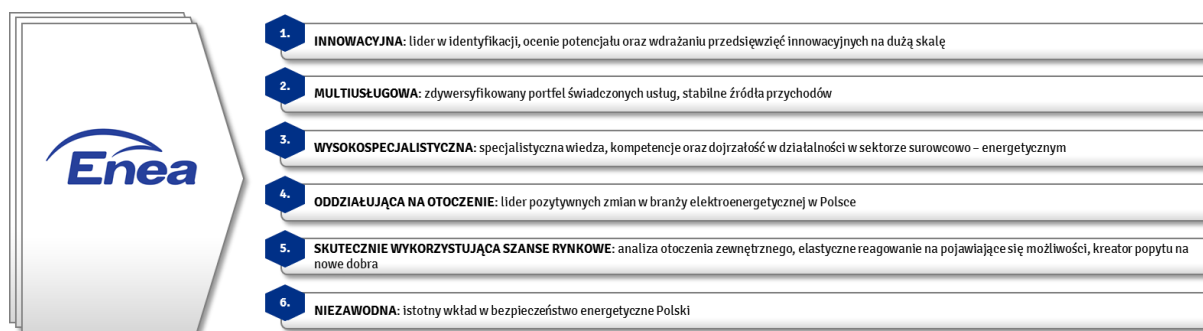 Enea
1.
INNOWACYJNA: lider w identyfikacji, ocenie potencjału oraz wdrażaniu przedsięwzięć innowacyjnych na dużą skalę
2.
MULTIUSŁUGOWA: zdywersyfikowany portfel świadczonych usług, stabilne źródła przychodów
3.
WYSOKOSPECJALISTYCZNA: specjalistyczna wiedza, kompetencje oraz dojrzałość w działalności w sektorze surowcowo – energetycznym
4.
ODDZIAŁUJĄCA NA OTOCZENIE: lider pozytywnych zmian w branży elektroenergetycznej w Polsce
5.
SKUTECZNIE WYKORZYSTUJĄCA SZANSE RYNKOWE: analiza otoczenia zewnętrznego, elastyczne reagowanie na pojawiające się możliwości, kreator popytu na
nowe dobra
6.
NIEZAWODNA: istotny wkład w bezpieczeństwo energetyczne Polski